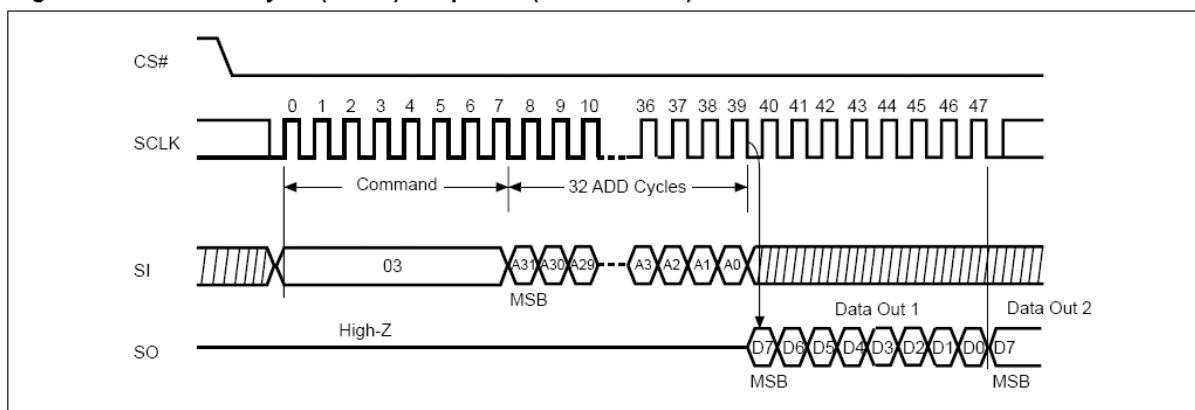 CS#
0 1 2 3 4 5 6 7 8 9 10 36 37 38 39 40 41 42 43 44 45 46 47
SCLK
Command
32 ADD Cycles
SI
03
A31 A30 A29 A3 A2 A1 A0
MSB
Data Out 1
Data Out 2
High-Z
SO
D7 D6 D5 D4 D3 D2 D1 D0 D7
MSB
MSB